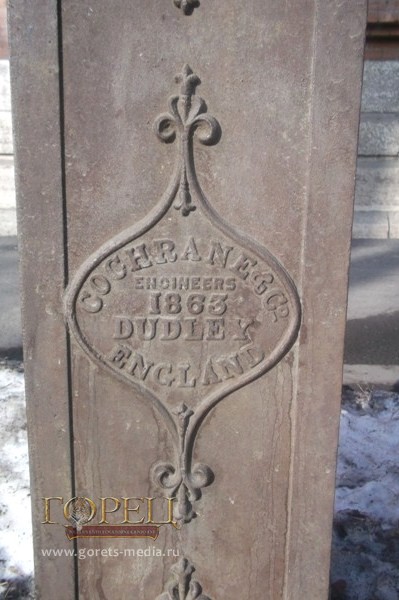 COCHRANE & Co.
ENGINEERS
1863
DUDLEY
ENGLAND
ГОРЕЦ
www.gorets-media.ru